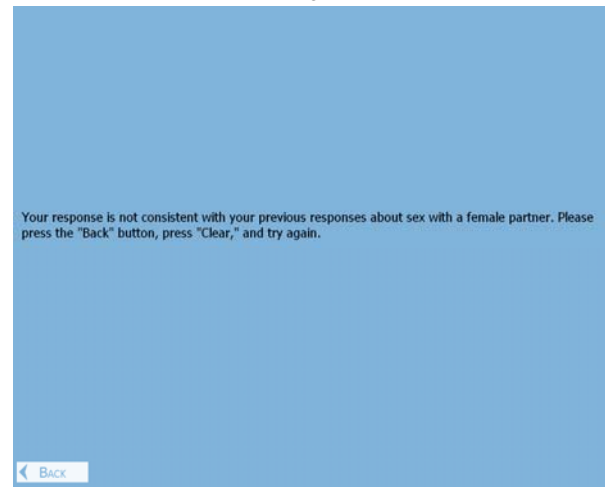 Your response is not consistent with your previous responses about sex with a female partner. Please
press the "Back" button, press "Clear," and try again.
BACK